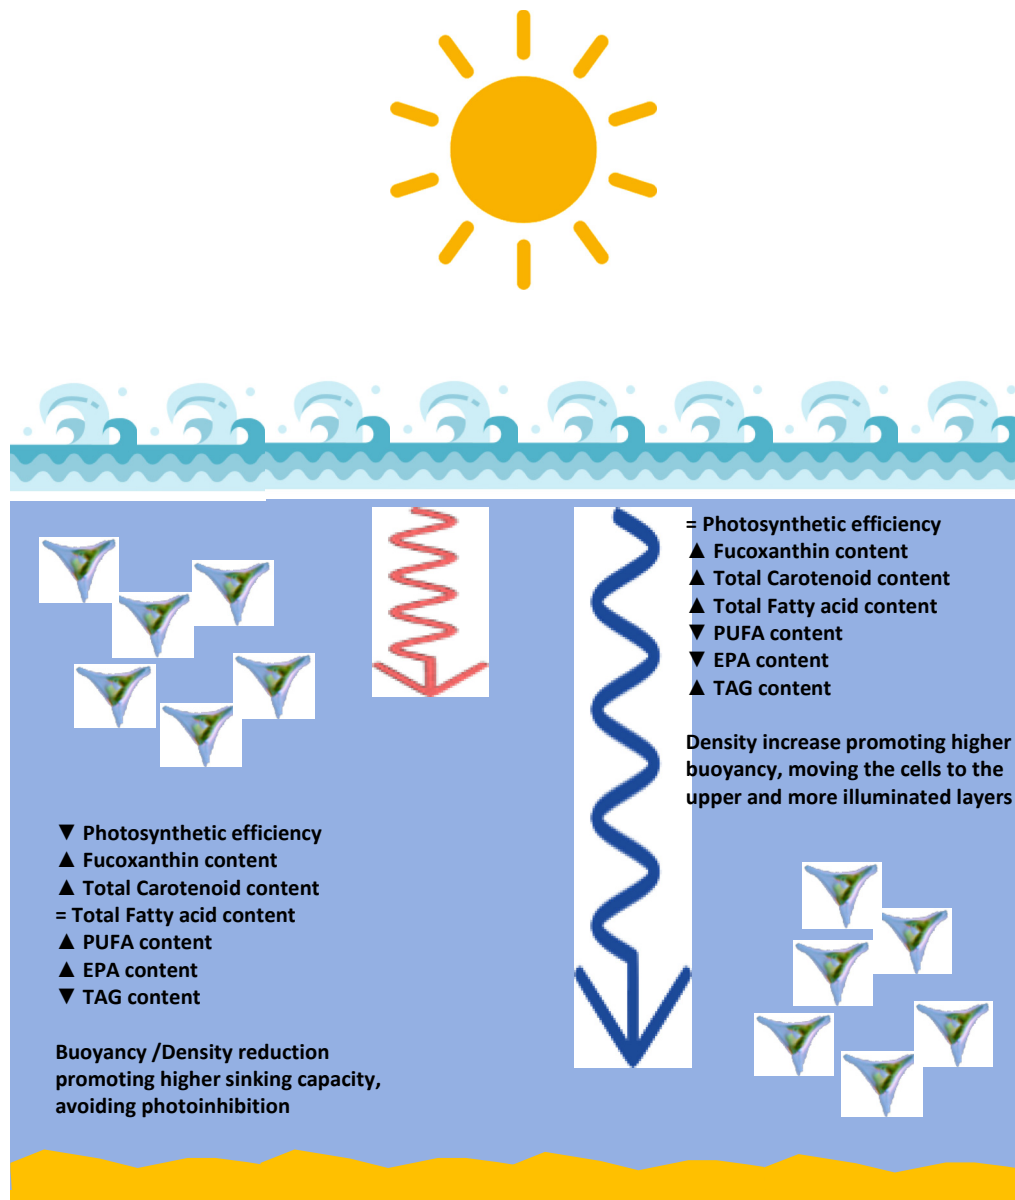 = Photosynthetic efficiency
▲ Fucoxanthin content
▲ Total Carotenoid content
▲ Total Fatty acid content
▼ PUFA content
▼ EPA content
▲ TAG content
Density increase promoting higher
buoyancy, moving the cells to the
upper and more illuminated layers
▼ Photosynthetic efficiency
▲ Fucoxanthin content
▲ Total Carotenoid content
= Total Fatty acid content
▲ PUFA content
▲ EPA content
▼ TAG content
Buoyancy /Density reduction
promoting higher sinking capacity,
avoiding photoinhibition